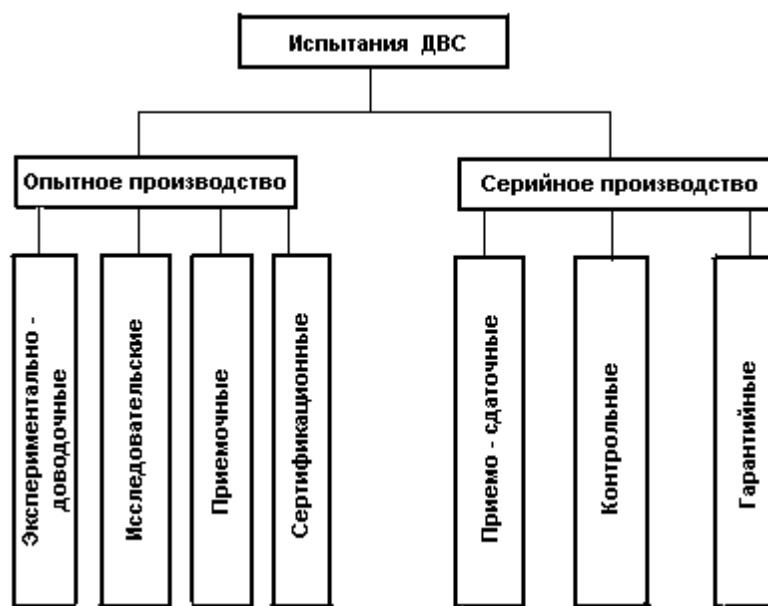 Испытания ДВС
Опытное производство
Серийное производство
Экспериментально -
доводочные
Исследовательские
Приемочные
Сертификационные
Приемо - сдаточные
Контрольные
Гарантийные